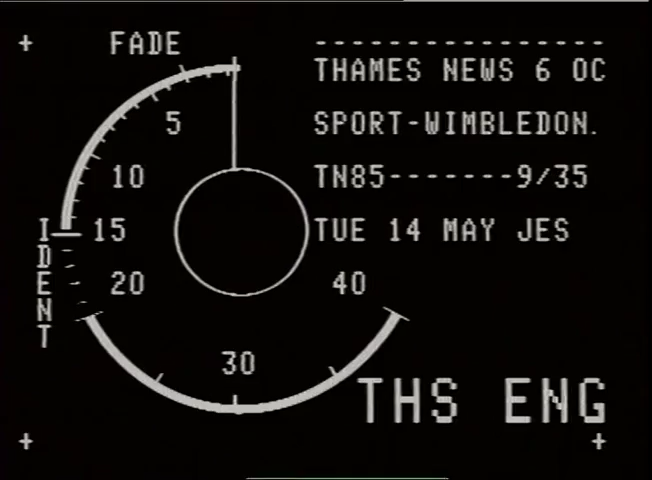 FADE
------------------
THAMES NEWS 6 OC
SPORT-WIMBLEDON.
TN85-------9/35
TUE 14 MAY JES
5
10
15
20
30
40
IDENT
THS ENG